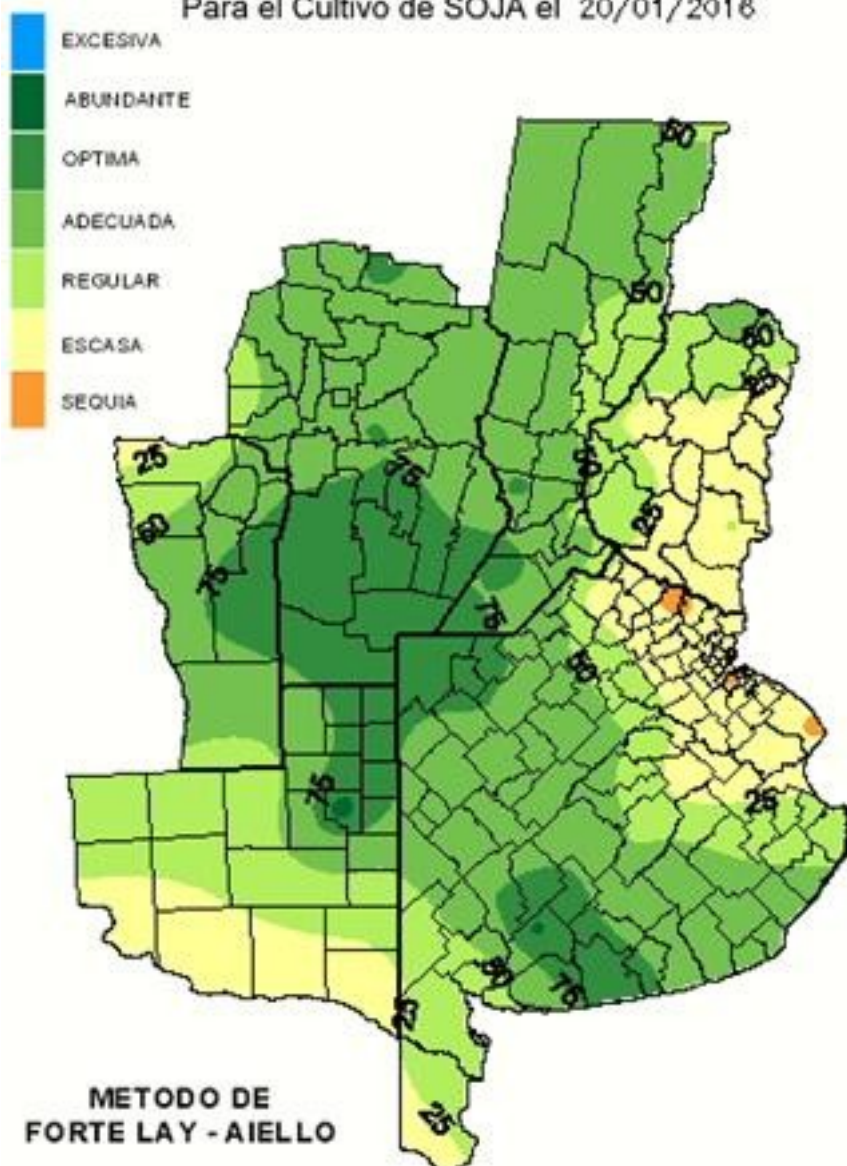 Para el Cultivo de SOJA el 20/01/2016
EXCESIVA
ABUNDANTE
OPTIMA
ADECUADA
REGULAR
ESCASA
SEQUIA
50
50
50
25
75
50
25
50
25
75
75
50
75
25
50
75
25
25
METODO DE
FORTE LAY - AIELLO